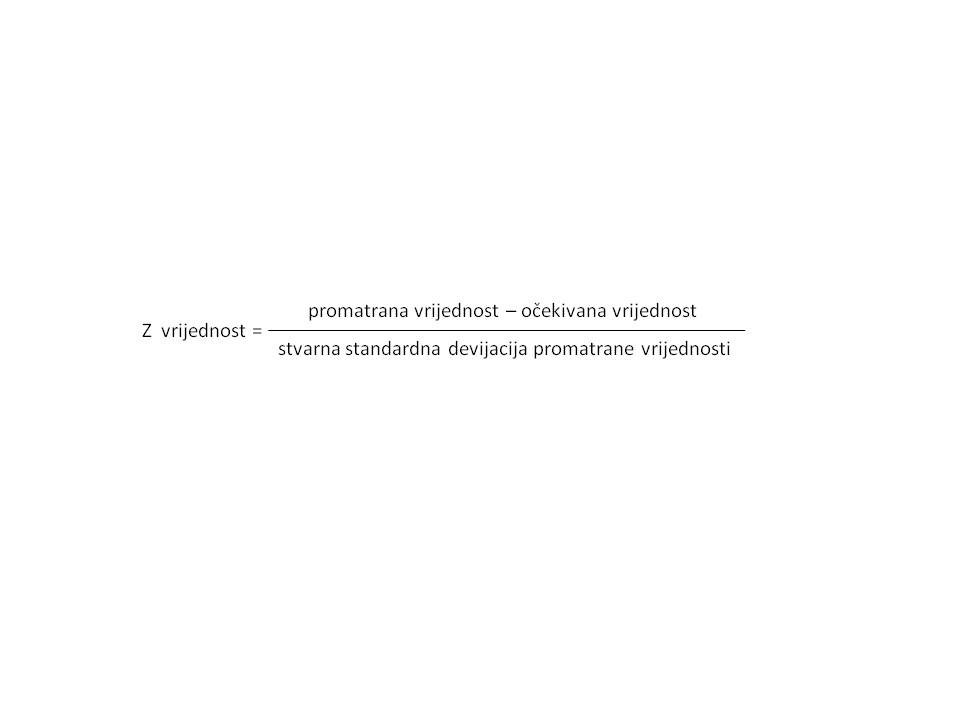 promatrana vrijednost – očekivana vrijednost
Z vrijednost =
stvarna standardna devijacija promatrane vrijednosti